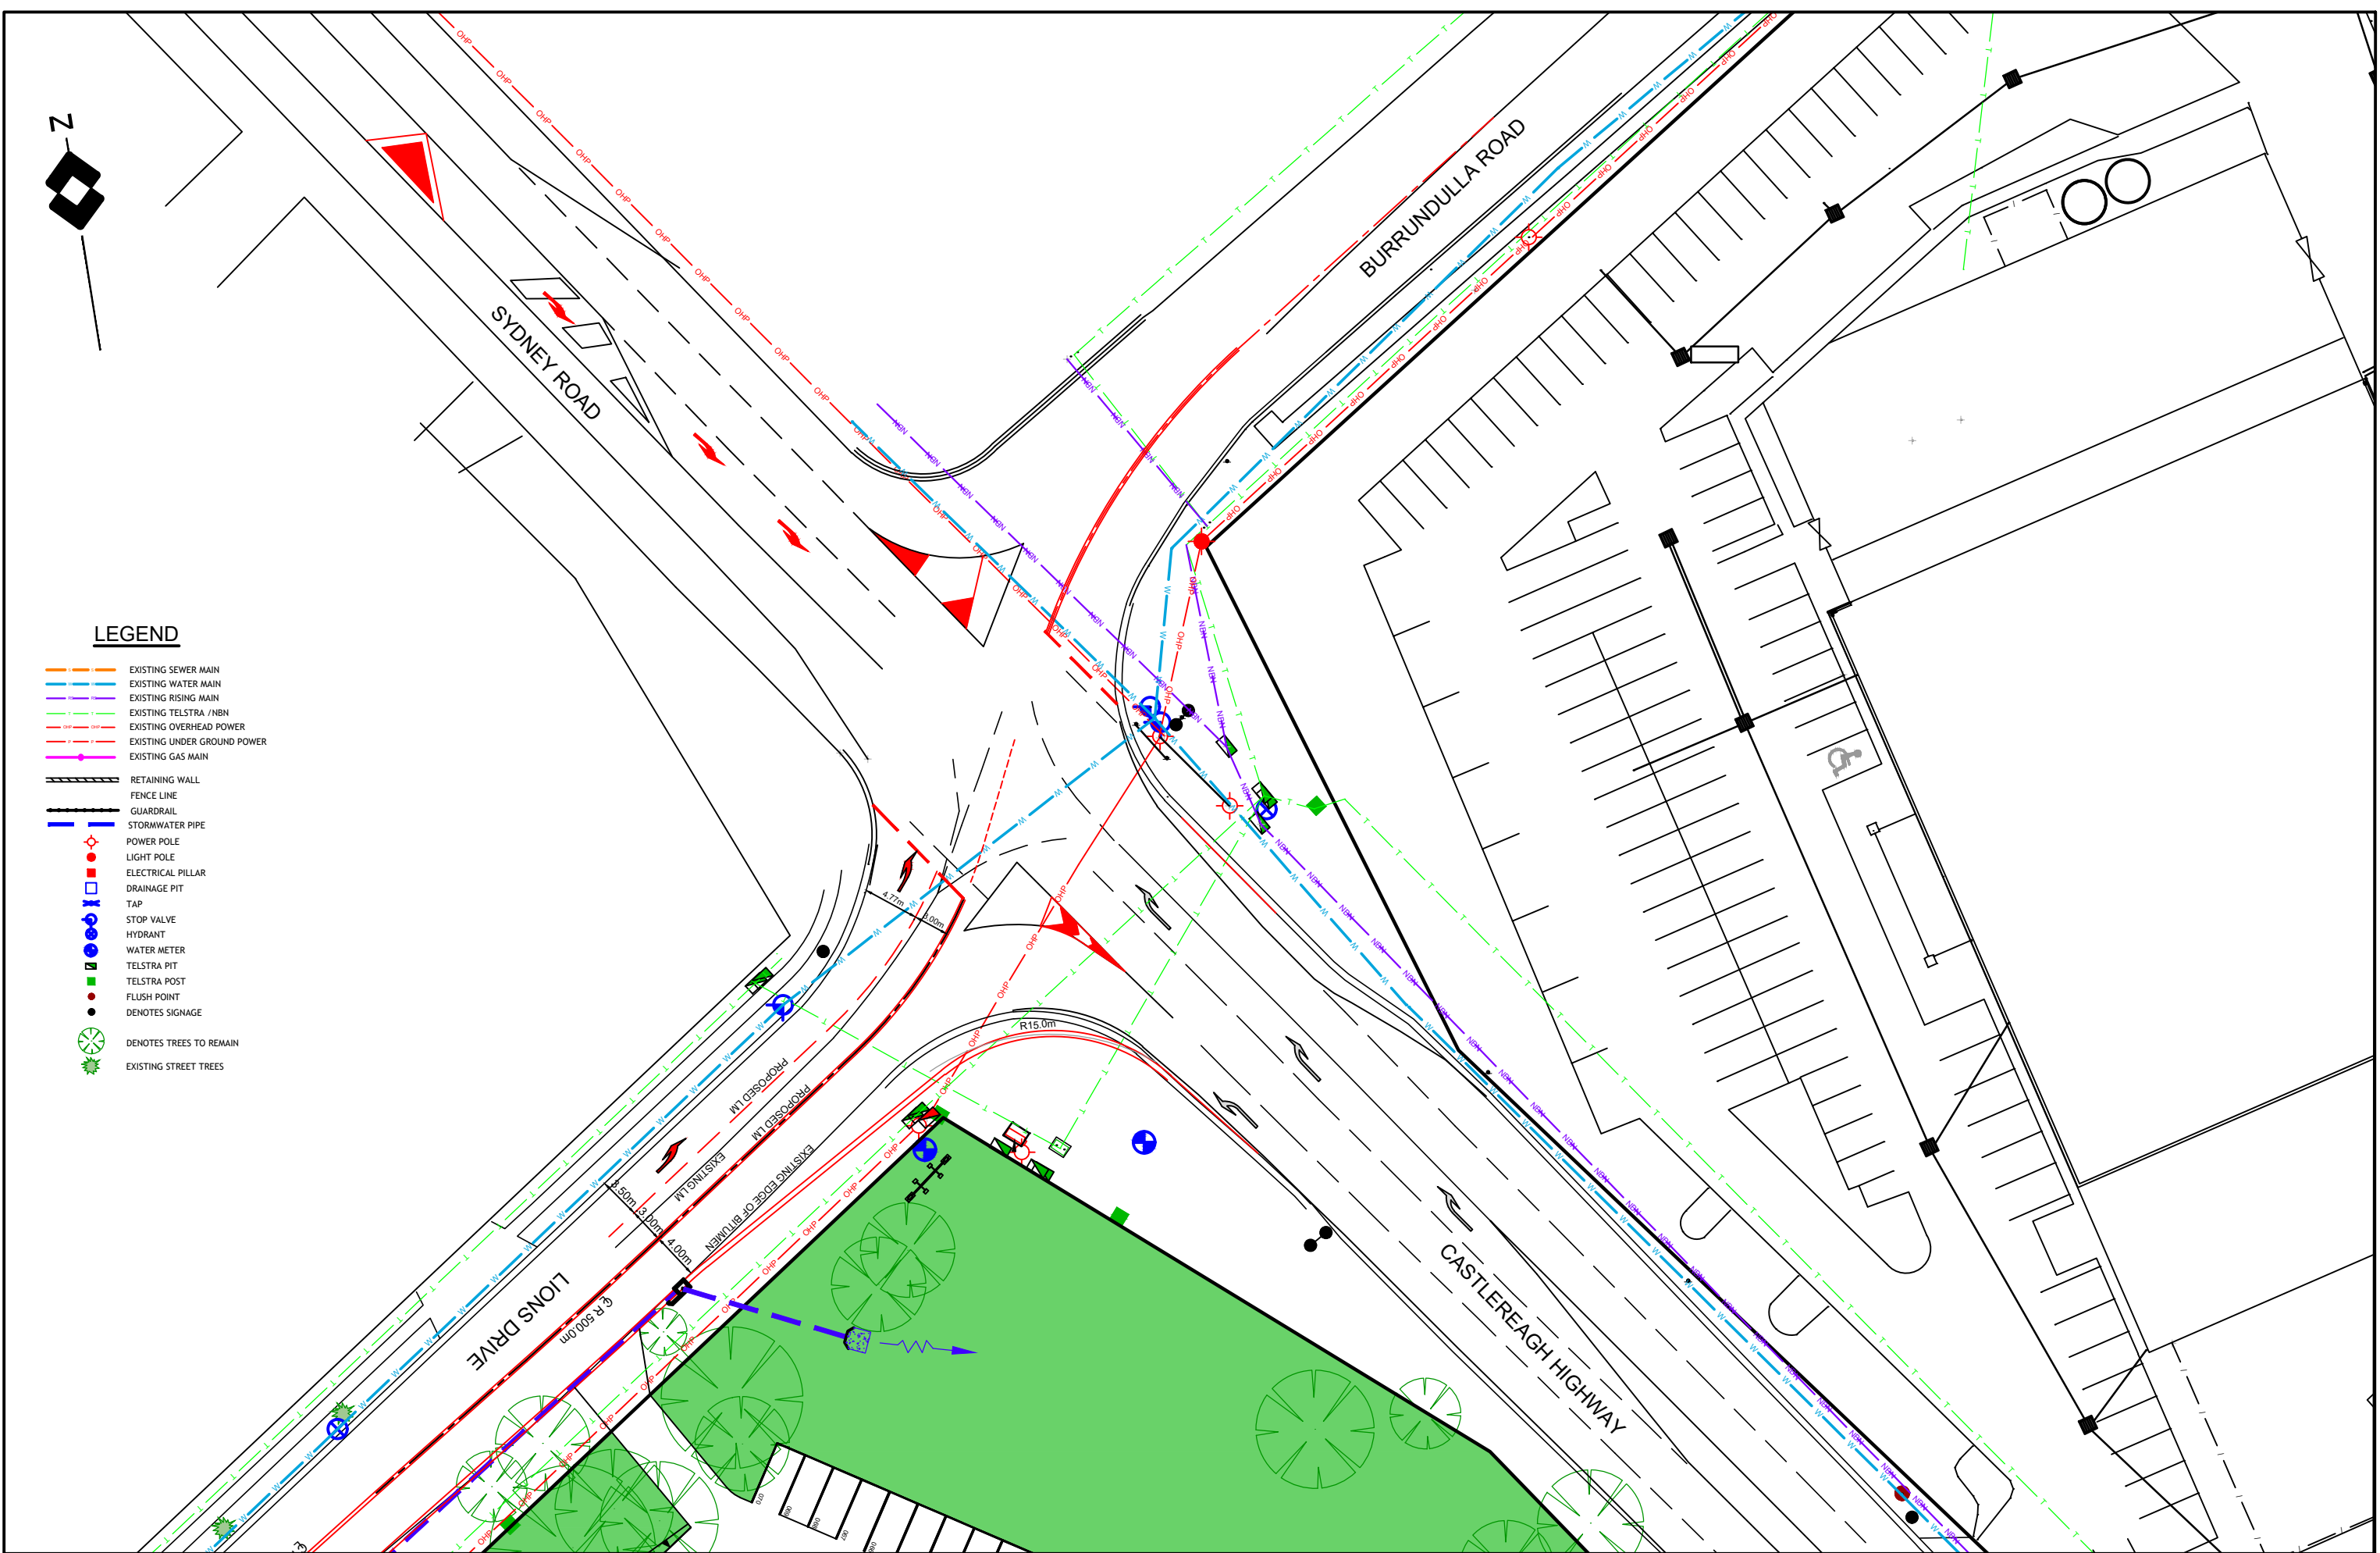 N
SYDNEY ROAD
BURRUNDULLA ROAD
LEGEND
EXISTING SEWER MAIN
EXISTING WATER MAIN
EXISTING RISING MAIN
EXISTING TELSTRA /NBN
EXISTING OVERHEAD POWER
EXISTING UNDER GROUND POWER
EXISTING GAS MAIN
RETAINING WALL
FENCE LINE
GUARDRAIL
STORMWATER PIPE
POWER POLE
LIGHT POLE
ELECTRICAL PILLAR
DRAINAGE PIT
TAP
STOP VALVE
HYDRANT
WATER METER
TELSTRA PIT
TELSTRA POST
FLUSH POINT
DENOTES SIGNAGE
DENOTES TREES TO REMAIN
EXISTING STREET TREES
OHP
W
T
NBN
4.77m
3.00m
R15.0m
PROPOSED LM
PROPOSED LM
EXISTING LM
EXISTING EDGE OF BITUMEN
3.50m
3.00m
4.00m
LIONS DRIVE
R 500.0m
CASTLEREAGH HIGHWAY